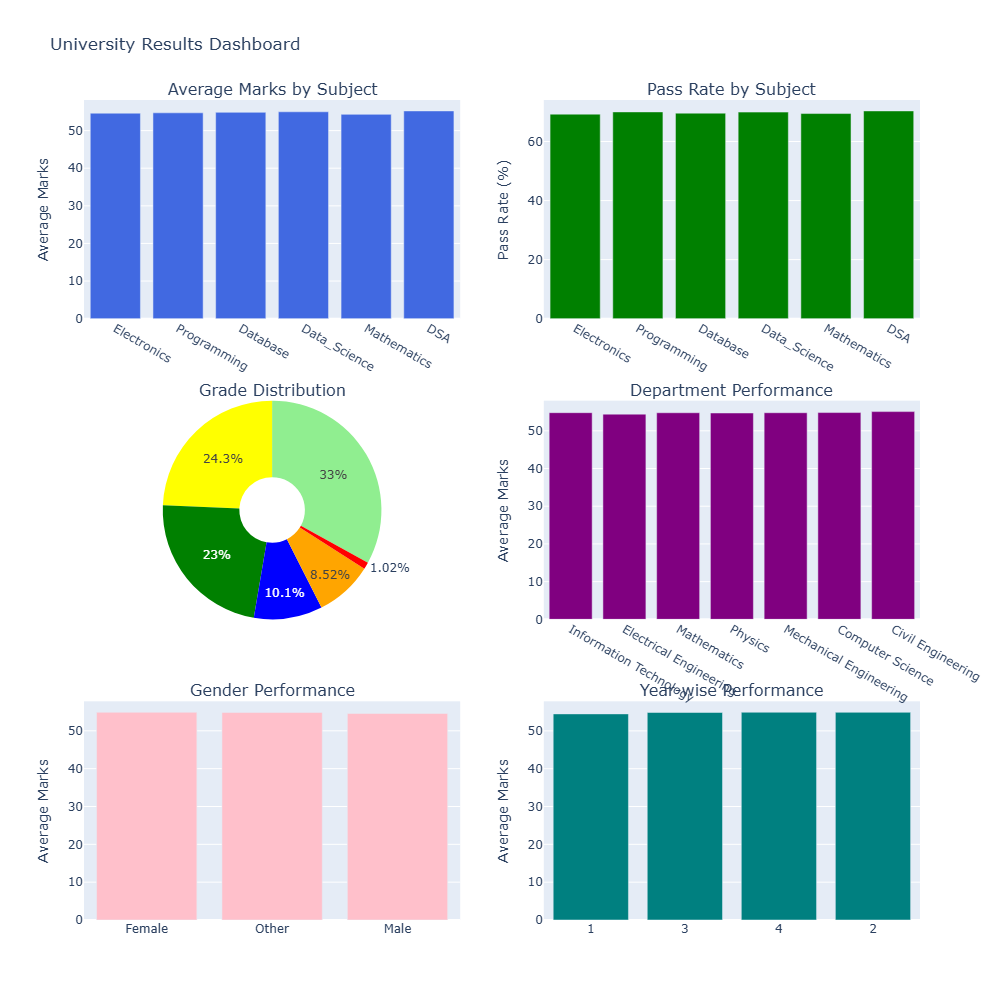 University Results Dashboard
Average Marks by Subject
Average Marks
50
40
30
20
10
0
Electronics
Programming
Database
Data_Science
Mathematics
DSA
Pass Rate by Subject
Pass Rate (%)
60
40
20
0
Electronics
Programming
Database
Data_Science
Mathematics
DSA
Grade Distribution
33%
24.3%
23%
10.1%
8.52%
1.02%
Department Performance
Average Marks
50
40
30
20
10
0
Information Technology
Electrical Engineering
Mathematics
Physics
Mechanical Engineering
Computer Science
Civil Engineering
Gender Performance
Average Marks
50
40
30
20
10
0
Female
Other
Male
Year-wise Performance
Average Marks
50
40
30
20
10
0
1
3
4
2